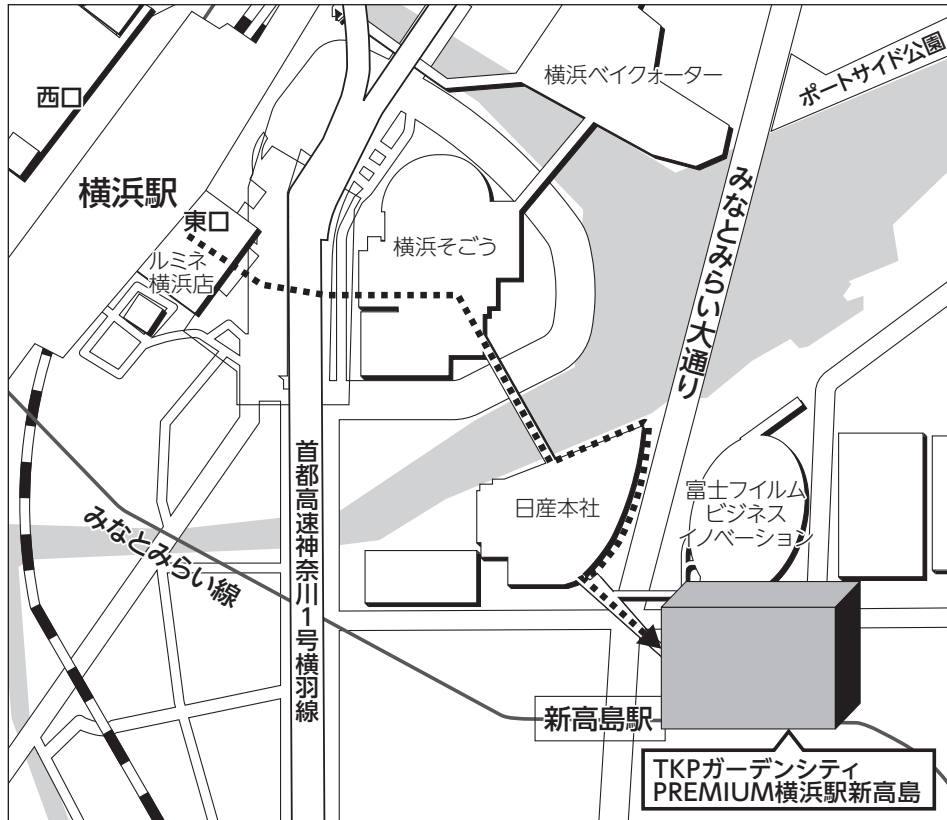 西口
横浜ベイクォーター
ポートサイド公園
横浜駅
東口
ルミネ
横浜店
横浜そごう
みなとみらい大通り
首都高速神奈川1号横羽線
みなとみらい線
日産本社
富士フイルム
ビジネス
イノベーション
新高島駅
TKPガーデンシティ
PREMIUM横浜駅新高島